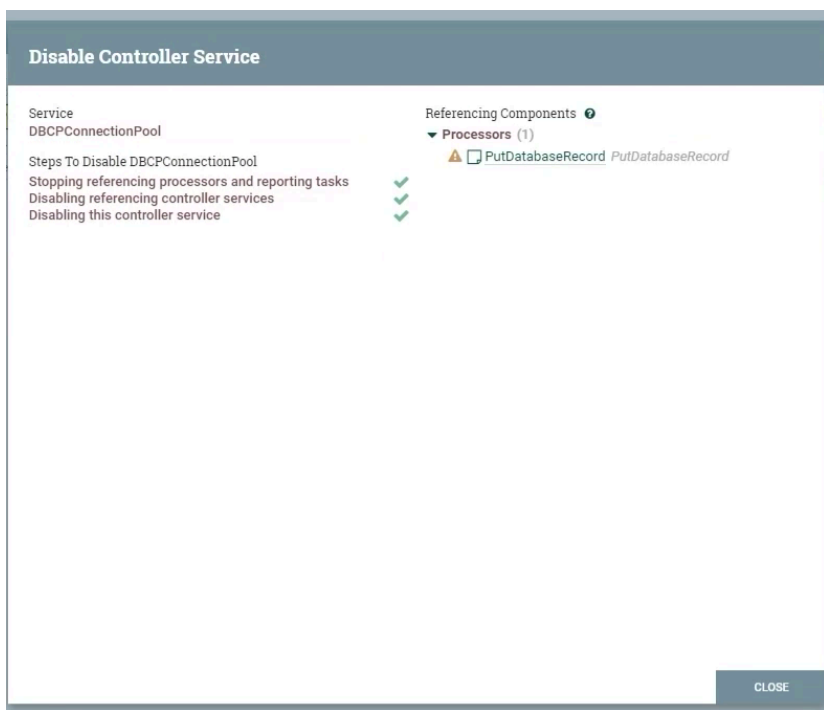 Disable Controller Service
Service
DBCPConnectionPool
Steps To Disable DBCPConnectionPool
Stopping referencing processors and reporting tasks
Disabling referencing controller services
Disabling this controller service
Referencing Components ?
Processors (1)
PutDatabaseRecord PutDatabaseRecord
CLOSE